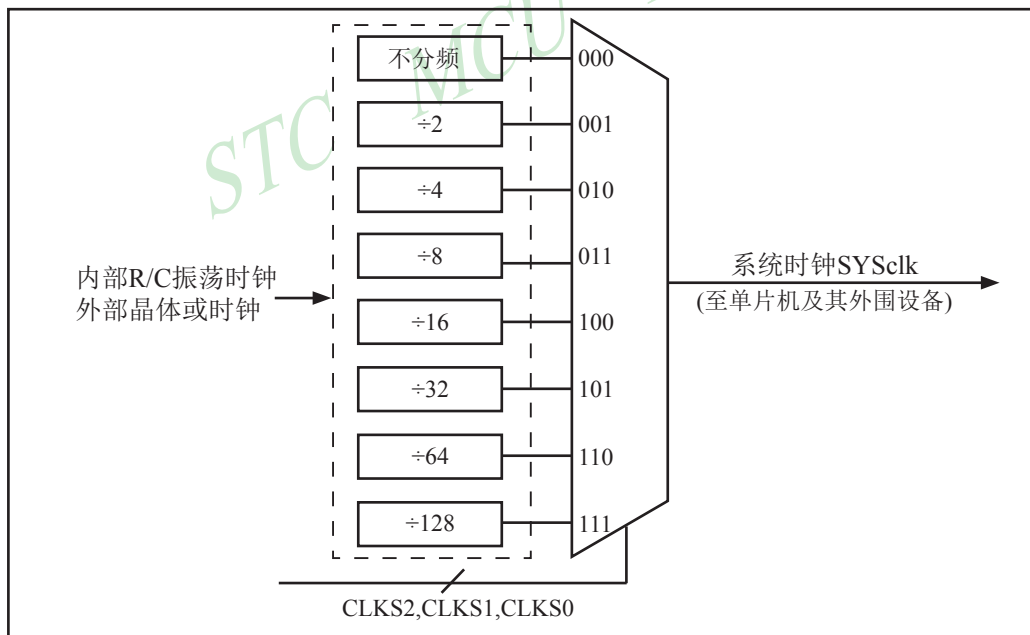 STC MCU
不分频
000
÷2
001
÷4
010
÷8
011
÷16
100
÷32
101
÷64
110
÷128
111
内部R/C振荡时钟
外部晶体或时钟
系统时钟SYSclk
(至单片机及其外围设备)
CLKS2,CLKS1,CLKS0